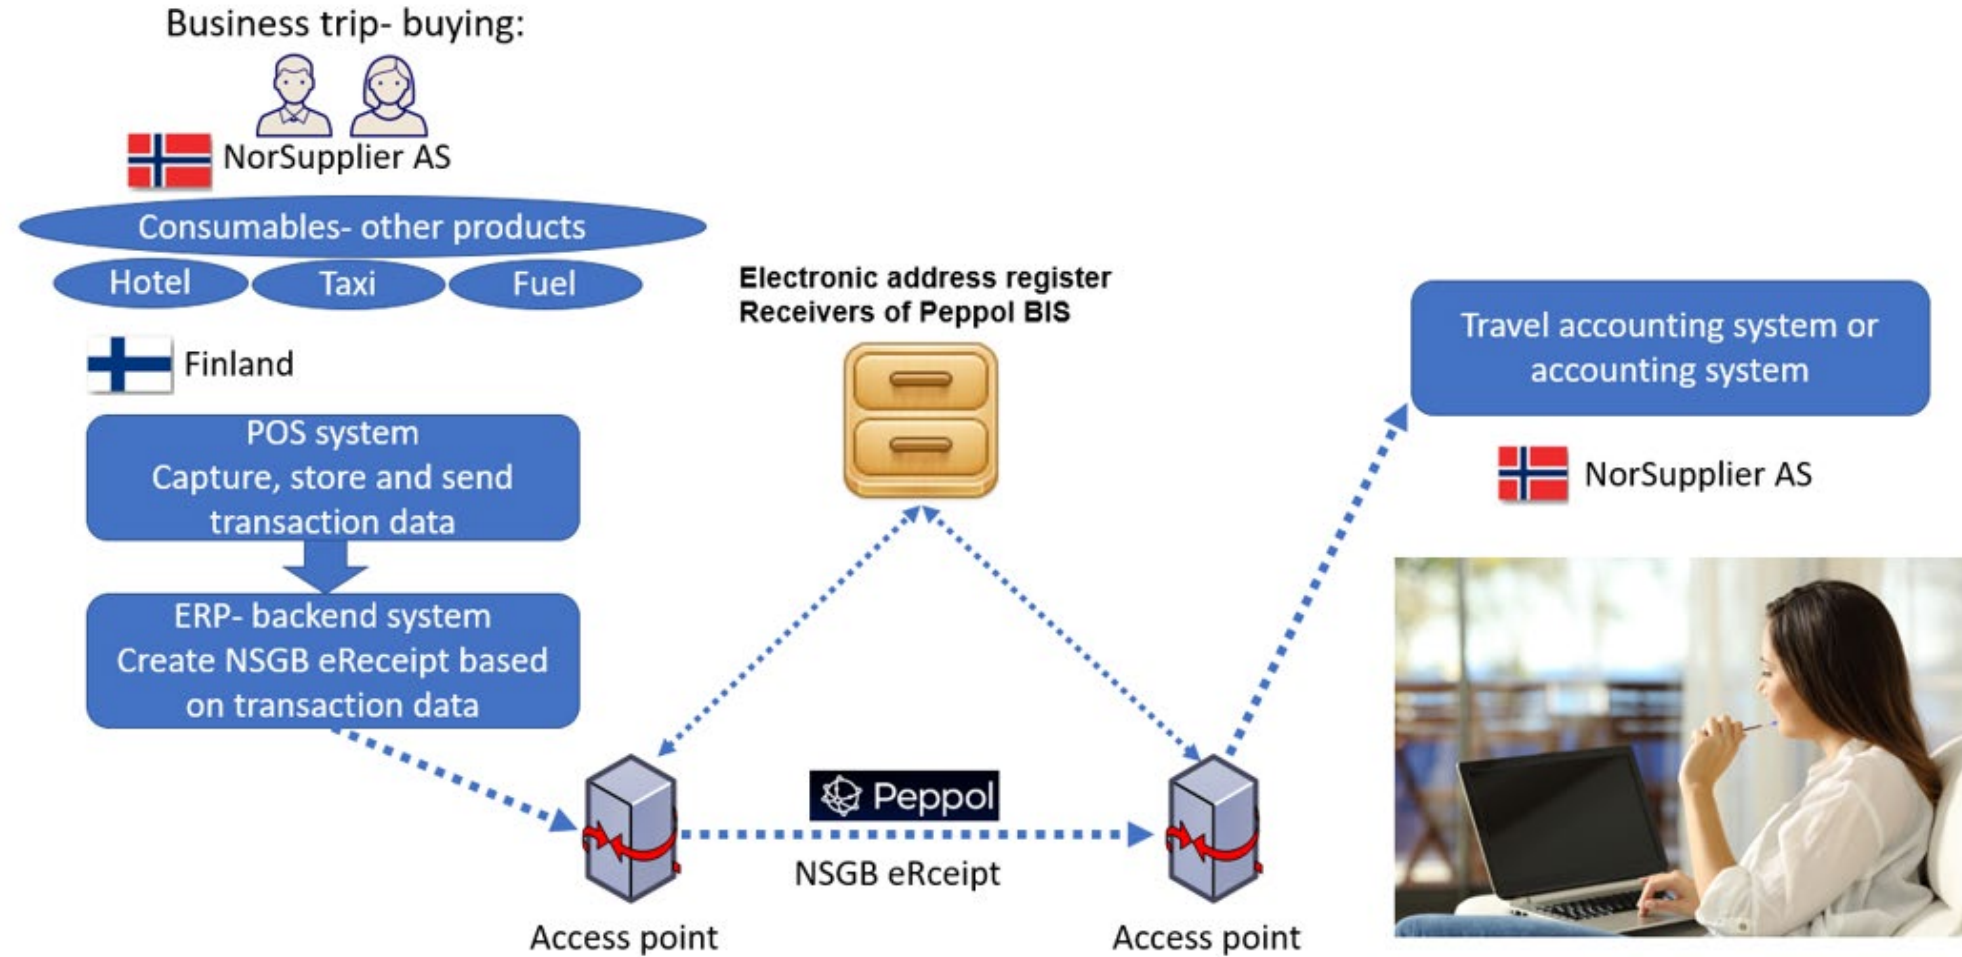 Business trip- buying:
NorSupplier AS
Consumables- other products
Hotel
Taxi
Fuel
Finland
POS system
Capture, store and send
transaction data
ERP- backend system
Create NSGB eReceipt based
on transaction data
Electronic address register
Receivers of Peppol BIS
Peppol
NSGB eRceipt
Access point
Access point
Travel accounting system or
accounting system
NorSupplier AS